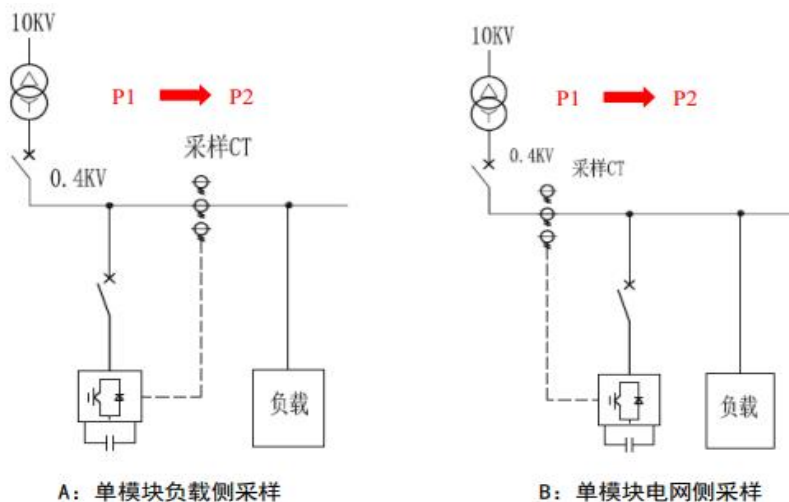 10KV
P1
P2
采样CT
0.4KV
负载
A：单模块负载侧采样
10KV
P1
P2
0.4KV
采样CT
负载
B：单模块电网侧采样